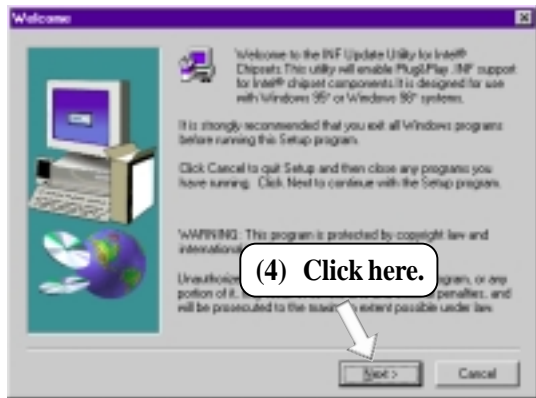 Welcome
Welcome to the INF Update Utility for Intel®
Chipsets. This utility will enable Plug&Play .INF support
for Intel® chipset components. It is designed for use
with Windows 95* or Windows 98* systems.
It is strongly recommended that you exit all Windows programs
before running this Setup program.
Click Cancel to quit Setup and then close any programs you
have running. Click Next to continue with the Setup program.
WARNING: This program is protected by copyright law and
international
(4) Click here.
gram, or any
portion of it, penalties, and
will be prosecuted to the maximum extent possible under law.
Next >
Cancel